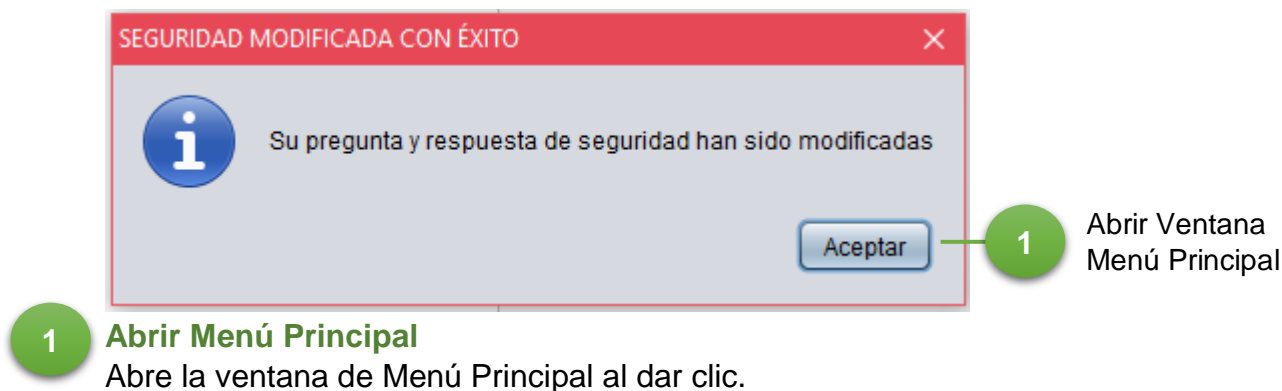 SEGURIDAD MODIFICADA CON ÉXITO
Su pregunta y respuesta de seguridad han sido modificadas
Aceptar
1
Abrir Ventana
Menú Principal
1
Abrir Menú Principal
Abre la ventana de Menú Principal al dar clic.